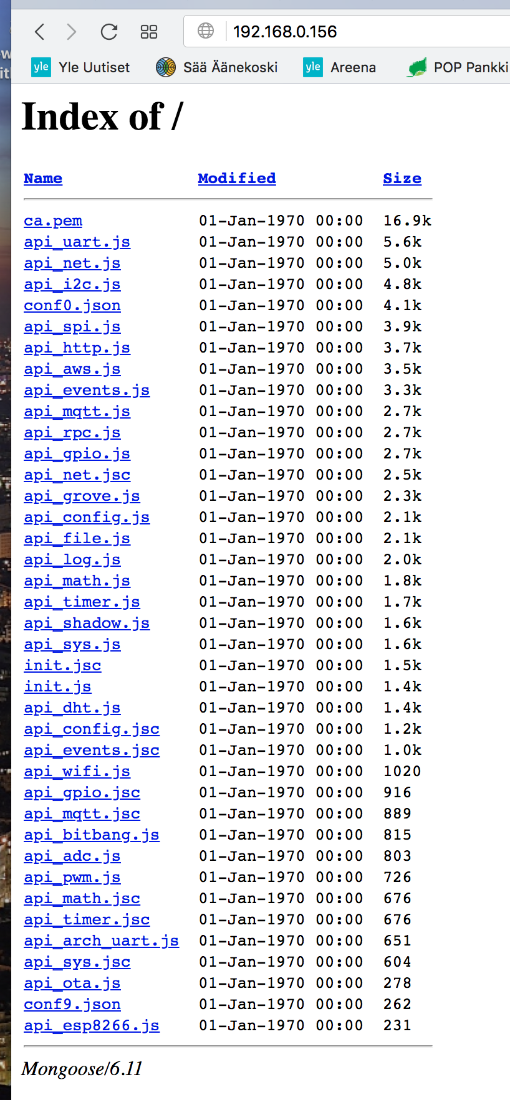 w
it
192.168.0.156
yle Yle Uutiset Sää Äänekoski yle Areena POP Pankki
Index of /
Name Modified Size
ca.pem 01-Jan-1970 00:00 16.9k
api_uart.js 01-Jan-1970 00:00 5.6k
api_net.js 01-Jan-1970 00:00 5.0k
api_i2c.js 01-Jan-1970 00:00 4.8k
conf0.json 01-Jan-1970 00:00 4.1k
api_spi.js 01-Jan-1970 00:00 3.9k
api_http.js 01-Jan-1970 00:00 3.7k
api_aws.js 01-Jan-1970 00:00 3.5k
api_events.js 01-Jan-1970 00:00 3.3k
api_mqtt.js 01-Jan-1970 00:00 2.7k
api_rpc.js 01-Jan-1970 00:00 2.7k
api_gpio.js 01-Jan-1970 00:00 2.7k
api_net.jsc 01-Jan-1970 00:00 2.5k
api_grove.js 01-Jan-1970 00:00 2.3k
api_config.js 01-Jan-1970 00:00 2.1k
api_file.js 01-Jan-1970 00:00 2.1k
api_log.js 01-Jan-1970 00:00 2.0k
api_math.js 01-Jan-1970 00:00 1.8k
api_timer.js 01-Jan-1970 00:00 1.7k
api_shadow.js 01-Jan-1970 00:00 1.6k
api_sys.js 01-Jan-1970 00:00 1.6k
init.jsc 01-Jan-1970 00:00 1.5k
init.js 01-Jan-1970 00:00 1.4k
api_dht.js 01-Jan-1970 00:00 1.4k
api_config.jsc 01-Jan-1970 00:00 1.2k
api_events.jsc 01-Jan-1970 00:00 1.0k
api_wifi.js 01-Jan-1970 00:00 1020
api_gpio.jsc 01-Jan-1970 00:00 916
api_mqtt.jsc 01-Jan-1970 00:00 889
api_bitbang.js 01-Jan-1970 00:00 815
api_adc.js 01-Jan-1970 00:00 803
api_pwm.js 01-Jan-1970 00:00 726
api_math.jsc 01-Jan-1970 00:00 676
api_timer.jsc 01-Jan-1970 00:00 676
api_arch_uart.js 01-Jan-1970 00:00 651
api_sys.jsc 01-Jan-1970 00:00 604
api_ota.js 01-Jan-1970 00:00 278
conf9.json 01-Jan-1970 00:00 262
api_esp8266.js 01-Jan-1970 00:00 231
Mongoose/6.11